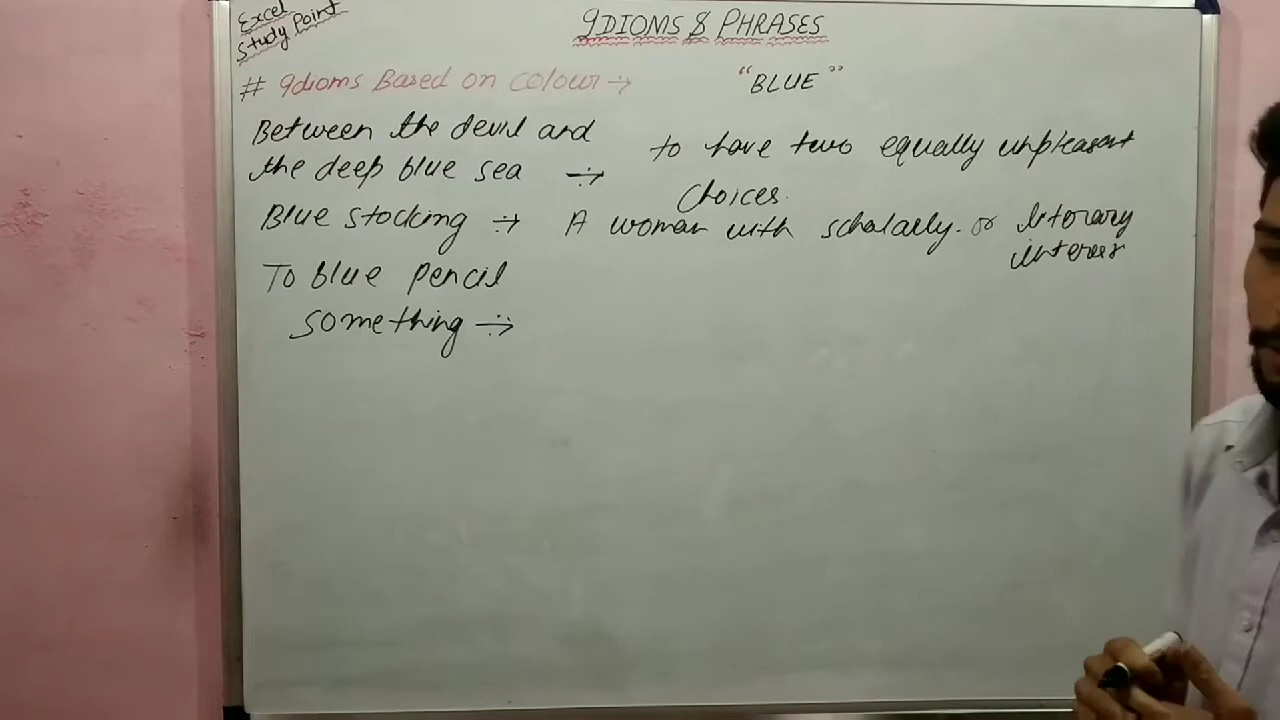 Excel
Study Point
IDIOMS & PHRASES
# Idioms Based on colour → "BLUE"
Between the devil and
the deep blue sea → to have two equally unpleasant
choices.
Blue stocking → A woman with scholarly. or literary
interest
To blue pencil
something →